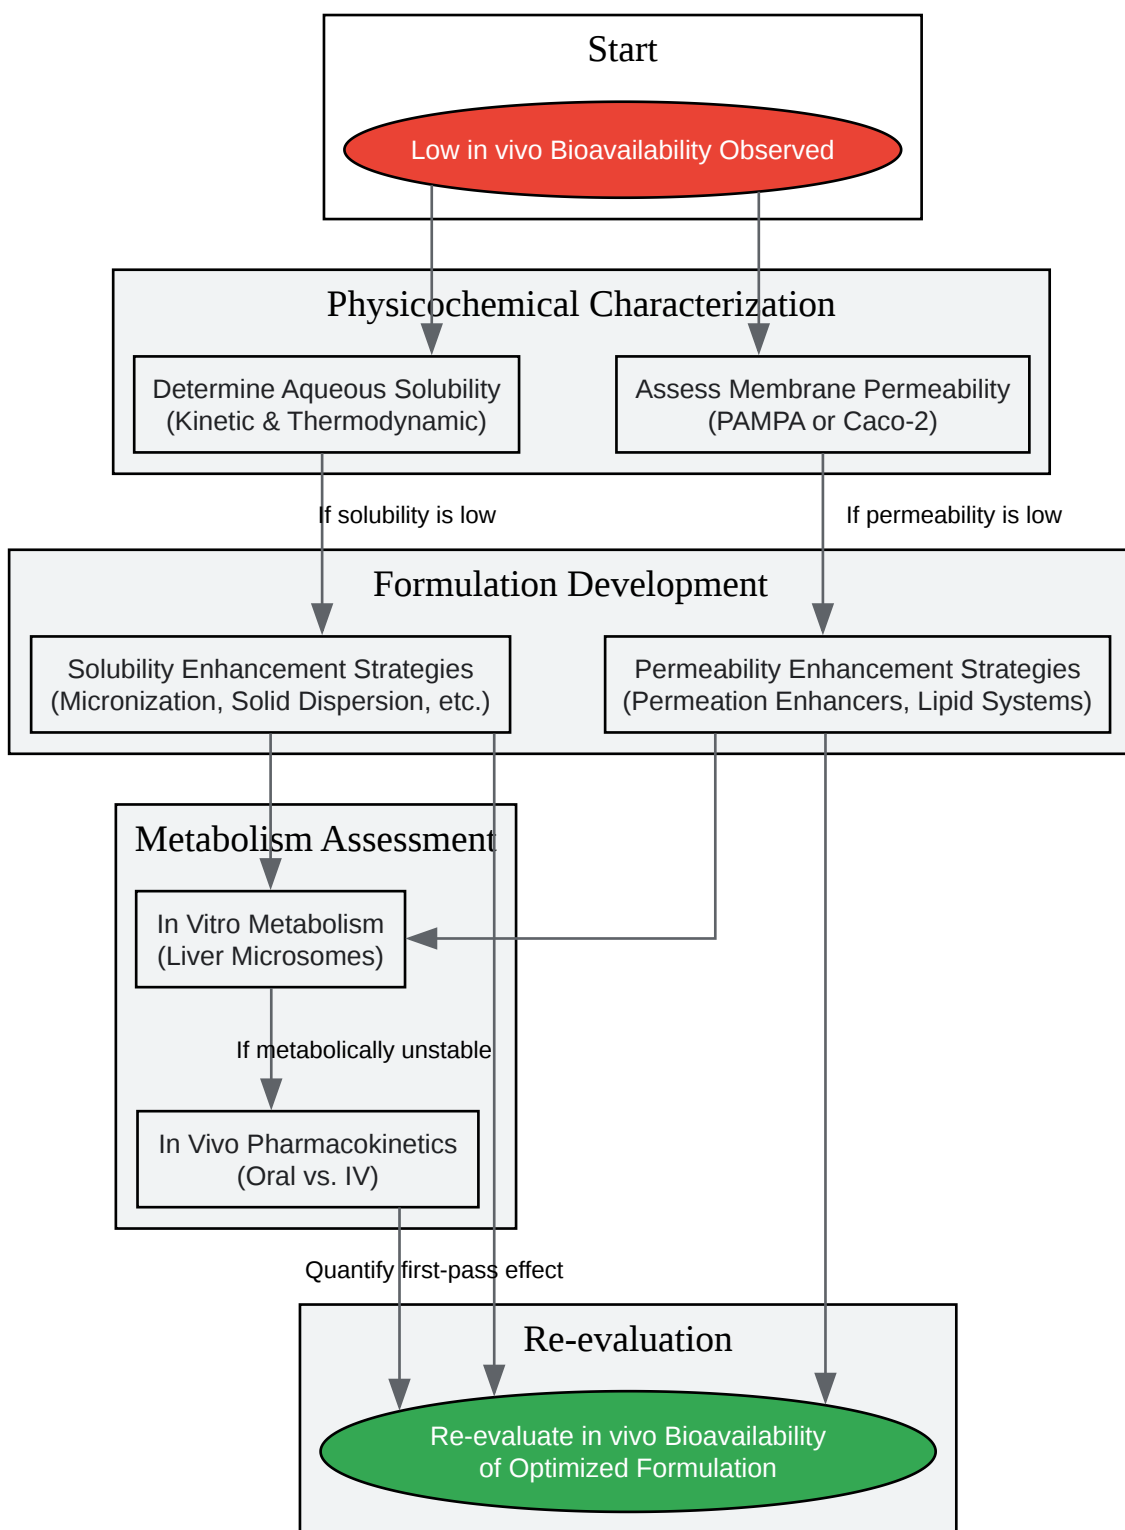 Start
Low in vivo Bioavailability Observed
Physicochemical Characterization
Determine Aqueous Solubility
(Kinetic & Thermodynamic)
Assess Membrane Permeability
(PAMPA or Caco-2)
If solubility is low
If permeability is low
Formulation Development
Solubility Enhancement Strategies
(Micronization, Solid Dispersion, etc.)
Permeability Enhancement Strategies
(Permeation Enhancers, Lipid Systems)
Metabolism Assessment
In Vitro Metabolism
(Liver Microsomes)
If metabolically unstable
In Vivo Pharmacokinetics
(Oral vs. IV)
Quantify first-pass effect
Re-evaluation
Re-evaluate in vivo Bioavailability
of Optimized Formulation